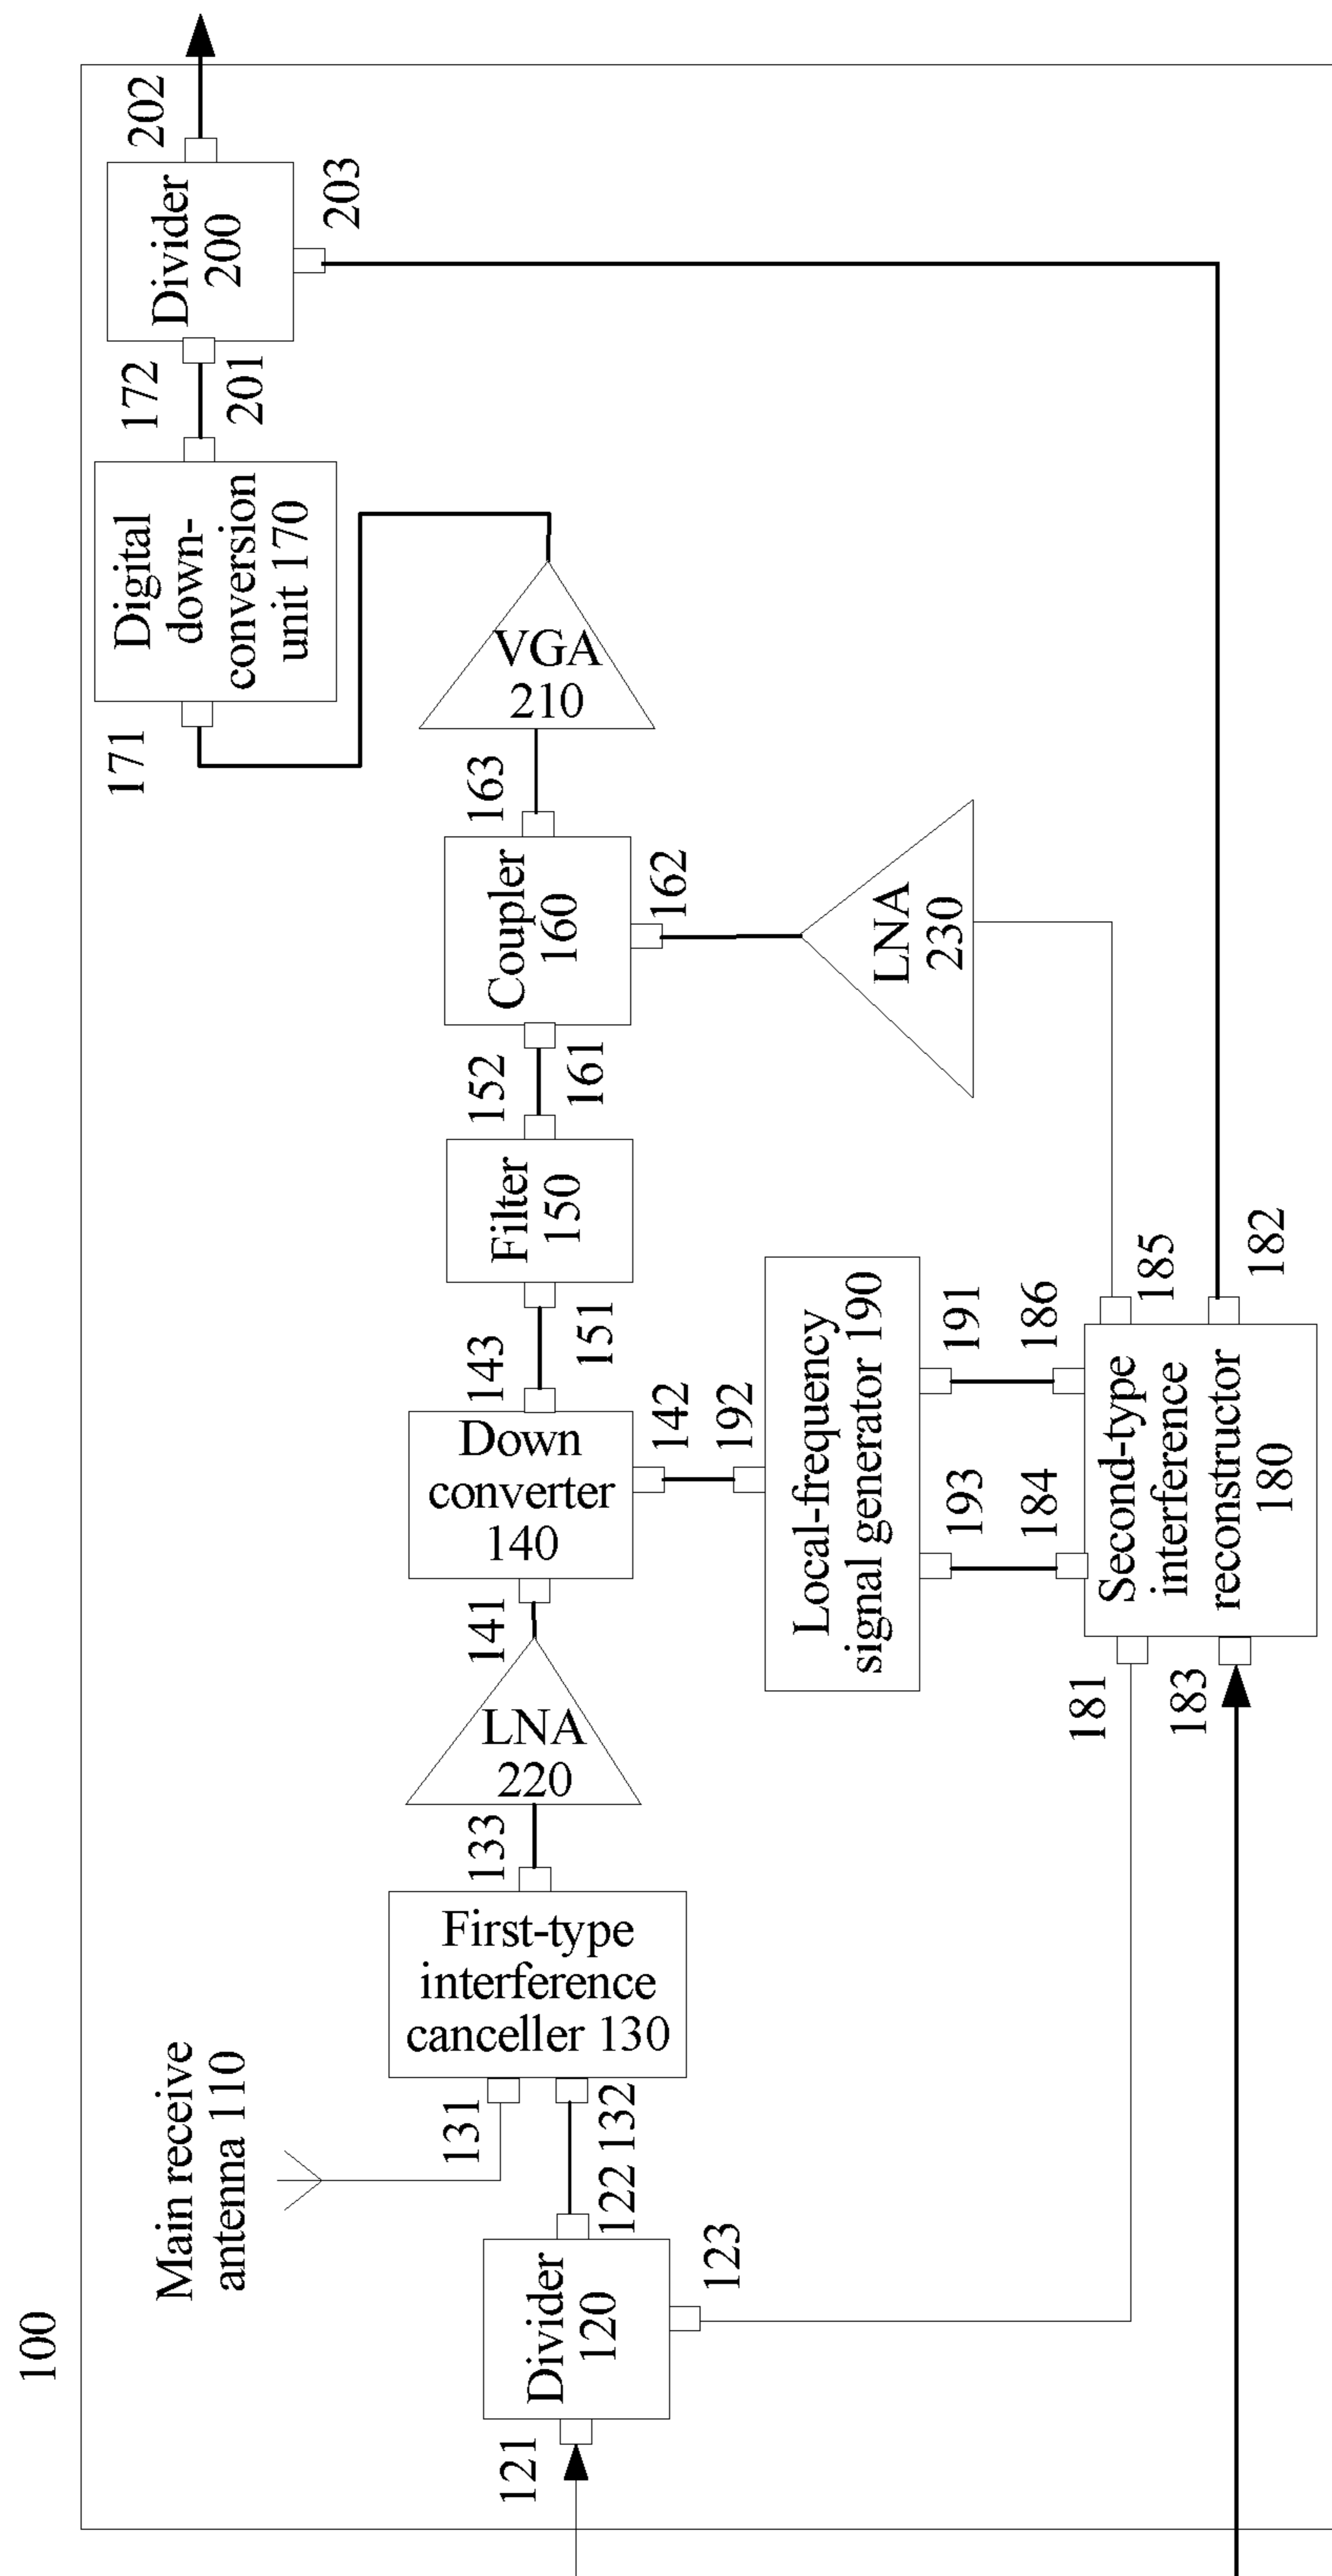 100
Main receive
antenna 110
121
Divider
120
122
123
131
132
First-type
interference
canceller 130
133
LNA
220
141
Down
converter
140
142
143
192
Local-frequency
signal generator 190
193
191
184
186
181
183
Second-type
interference
reconstructor
180
185
182
151
Filter
150
152
161
Coupler
160
162
163
LNA
230
VGA
210
171
Digital
down-
conversion
unit 170
172
201
Divider
200
202
203